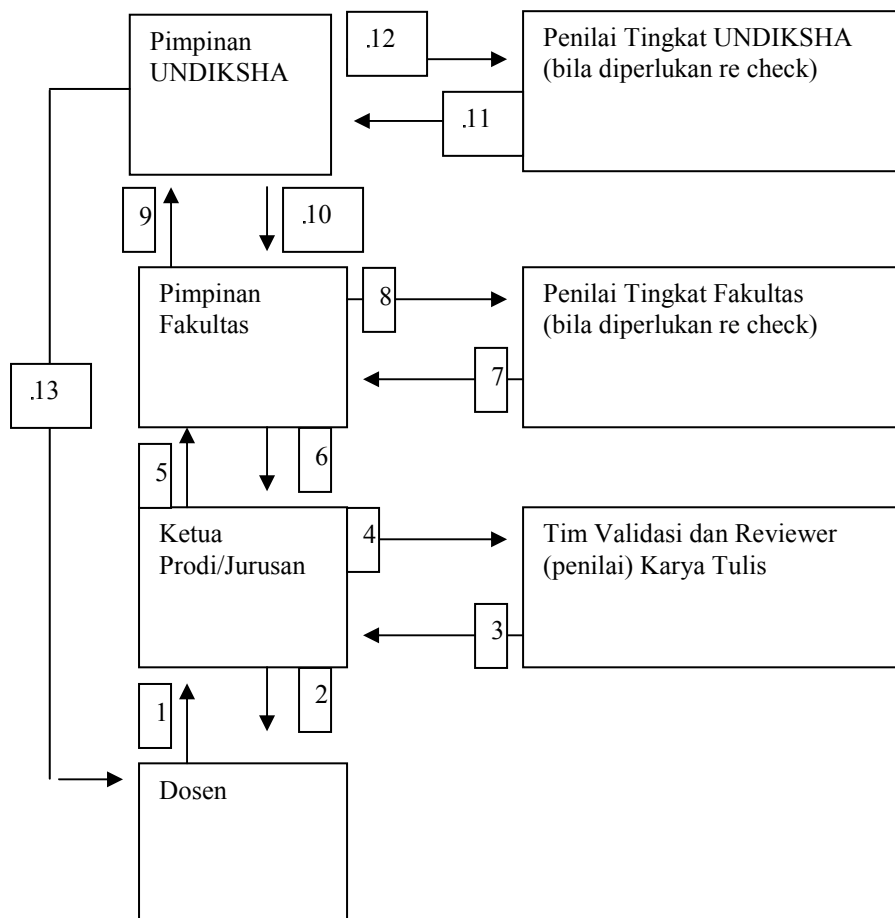 Pimpinan
UNDIKSHA
.12
Penilai Tingkat UNDIKSHA
(bila diperlukan re check)
.11
9
.10
Pimpinan
Fakultas
8
Penilai Tingkat Fakultas
(bila diperlukan re check)
7
.13
5
6
Ketua
Prodi/Jurusan
4
Tim Validasi dan Reviewer
(penilai) Karya Tulis
3
1
2
Dosen